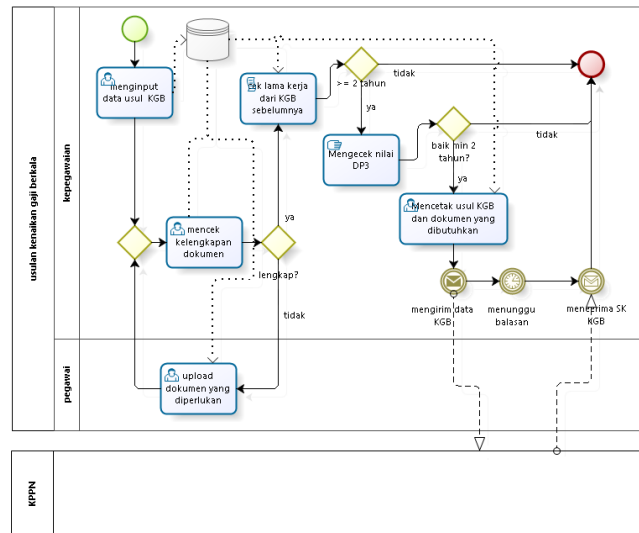 usulan kenaikan gaji berkala
kepegawaian
menginput
data usul KGB
cek lama kerja
dari KGB
sebelumnya
>= 2 tahun
tidak
ya
Mengecek nilai
DP3
baik min 2
tahun?
tidak
ya
Mencetak usul KGB
dan dokumen yang
dibutuhkan
mencek
kelengkapan
dokumen
ya
lengkap?
tidak
mengirim data
KGB
menunggu
balasan
menerima SK
KGB
pegawai
upload
dokumen yang
diperlukan
KPPN